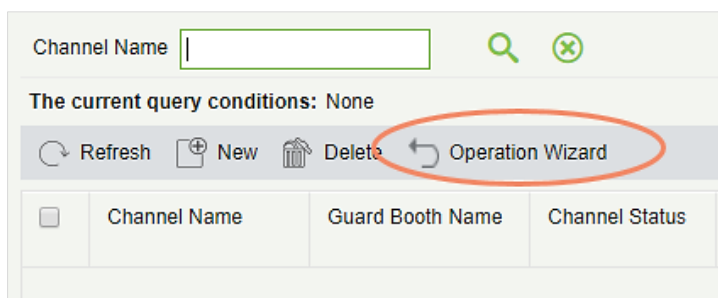 Channel Name
The current query conditions: None
Refresh New Delete Operation Wizard
Channel Name Guard Booth Name Channel Status